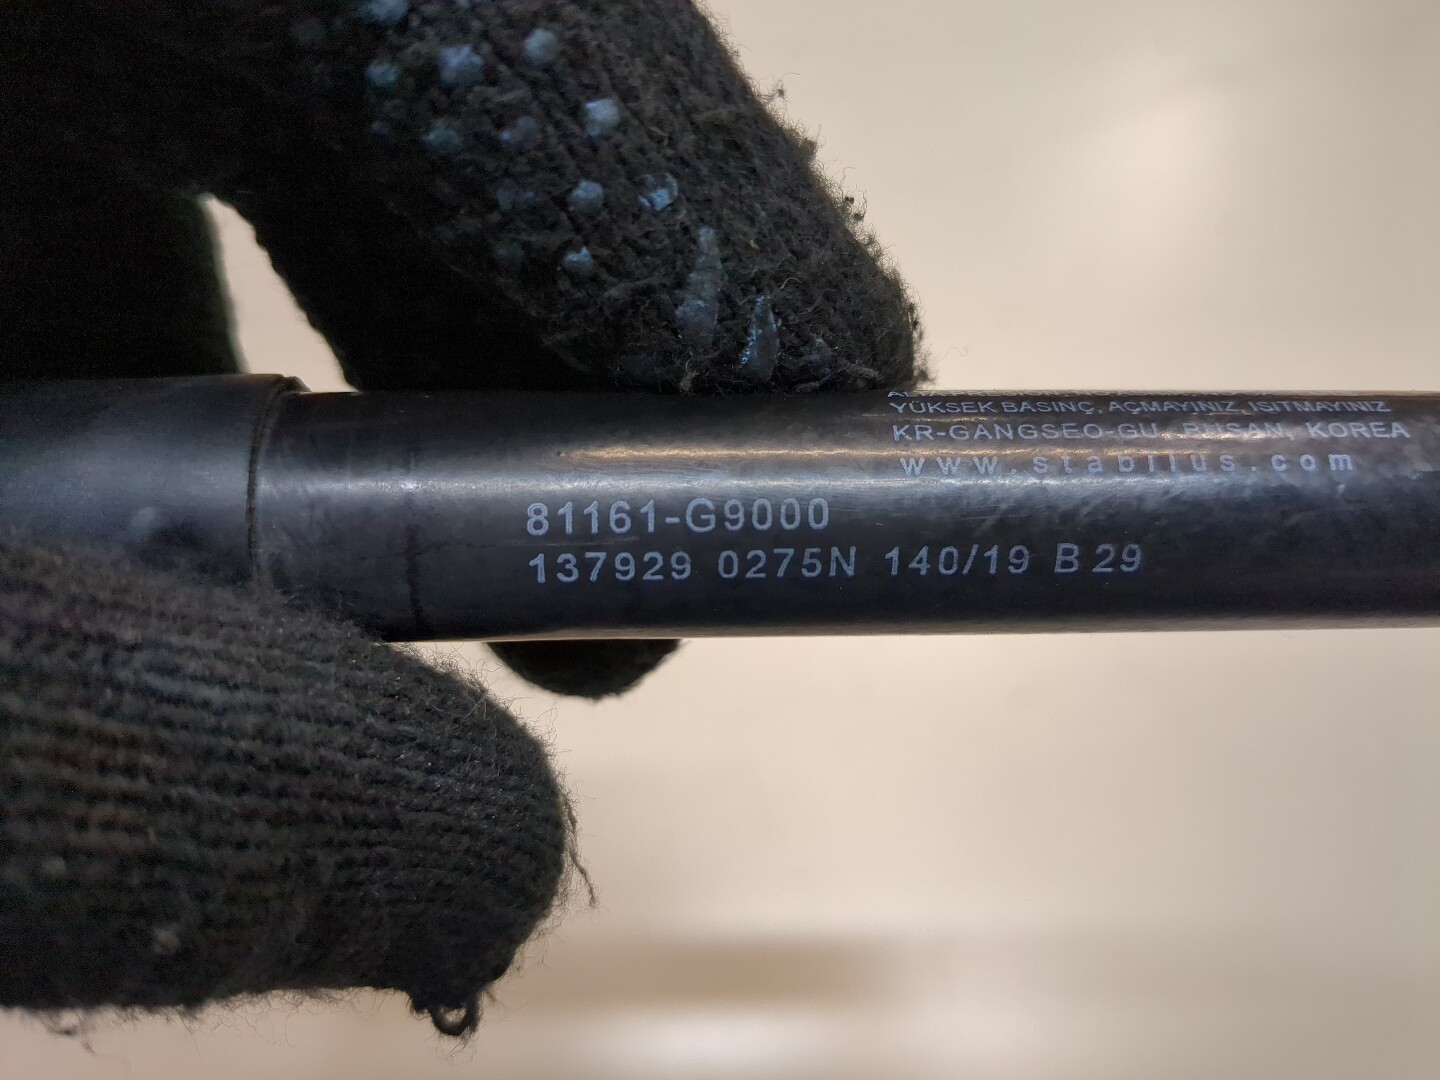 YÜKSEK BASINÇ, AÇMAYINIZ, ISITMAYINIZ
KR-GANGSEO-GU, BUSAN, KOREA
www.stabilus.com
81161-G9000
137929 0275N 140/19 B 29